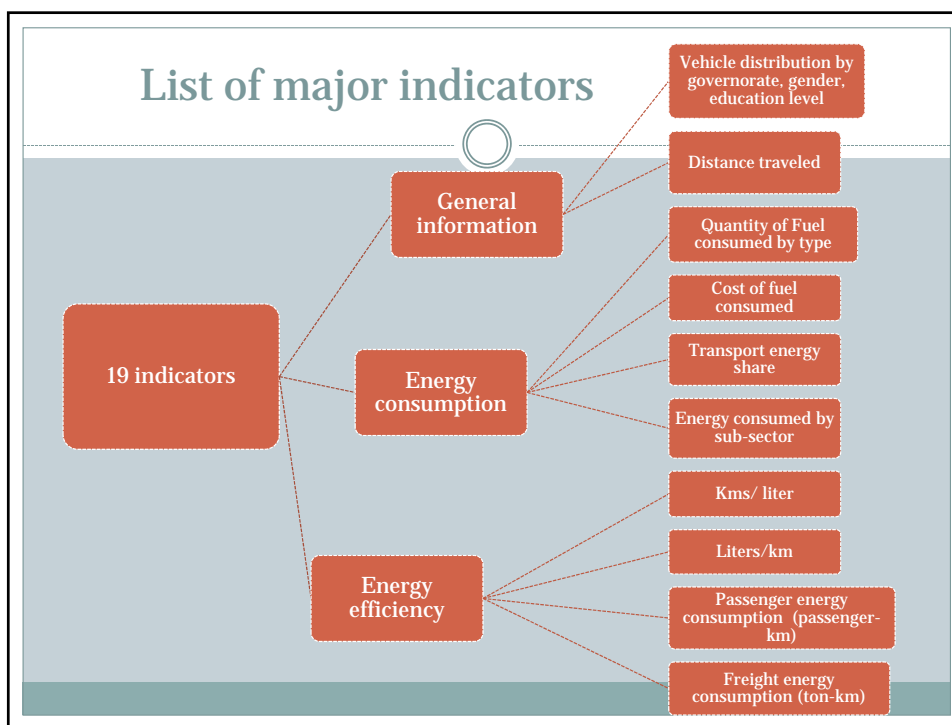 List of major indicators
19 indicators
General
information
Vehicle distribution by
governorate, gender,
education level
Distance traveled
Energy
consumption
Quantity of Fuel
consumed by type
Cost of fuel
consumed
Transport energy
share
Energy consumed by
sub-sector
Energy
efficiency
Kms/ liter
Liters/km
Passenger energy
consumption (passenger-
km)
Freight energy
consumption (ton-km)